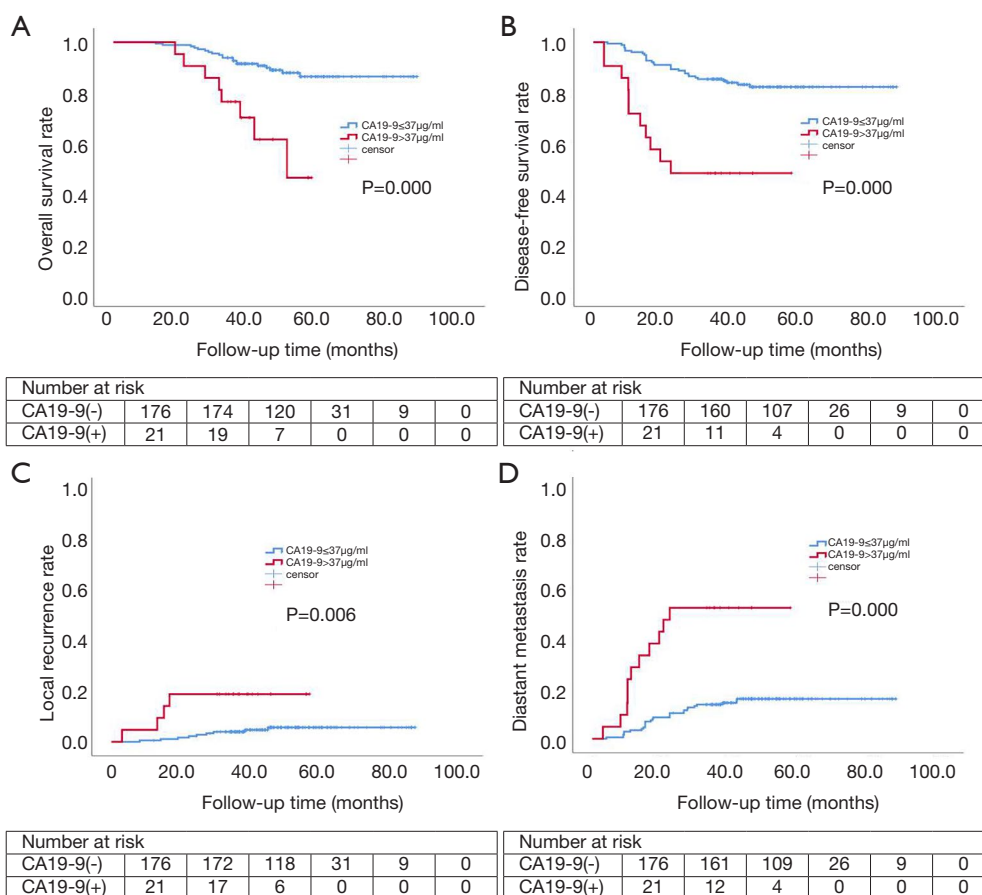 A
Overall survival rate
1.0
0.8
0.6
0.4
0.2
0.0
CA19-9≤37μg/ml
CA19-9>37μg/ml
censor
P=0.000
0 20.0 40.0 60.0 80.0 100.0
Follow-up time (months)
Number at risk
CA19-9(-) 176 174 120 31 9 0
CA19-9(+) 21 19 7 0 0 0
B
Disease-free survival rate
1.0
0.8
0.6
0.4
0.2
0.0
CA19-9≤37μg/ml
CA19-9>37μg/ml
censor
P=0.000
0 20.0 40.0 60.0 80.0 100.0
Follow-up time (months)
Number at risk
CA19-9(-) 176 160 107 26 9 0
CA19-9(+) 21 11 4 0 0 0
C
Local recurrence rate
1.0
0.8
0.6
0.4
0.2
0.0
CA19-9≤37μg/ml
CA19-9>37μg/ml
censor
P=0.006
0 20.0 40.0 60.0 80.0 100.0
Follow-up time (months)
Number at risk
CA19-9(-) 176 172 118 31 9 0
CA19-9(+) 21 17 6 0 0 0
D
Diastant metastasis rate
1.0
0.8
0.6
0.4
0.2
0.0
CA19-9≤37μg/ml
CA19-9>37μg/ml
censor
P=0.000
0 20.0 40.0 60.0 80.0 100.0
Follow-up time (months)
Number at risk
CA19-9(-) 176 161 109 26 9 0
CA19-9(+) 21 12 4 0 0 0